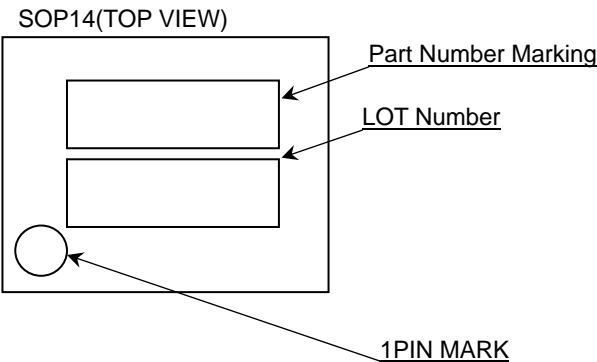 SOP14(TOP VIEW)
Part Number Marking
LOT Number
1PIN MARK